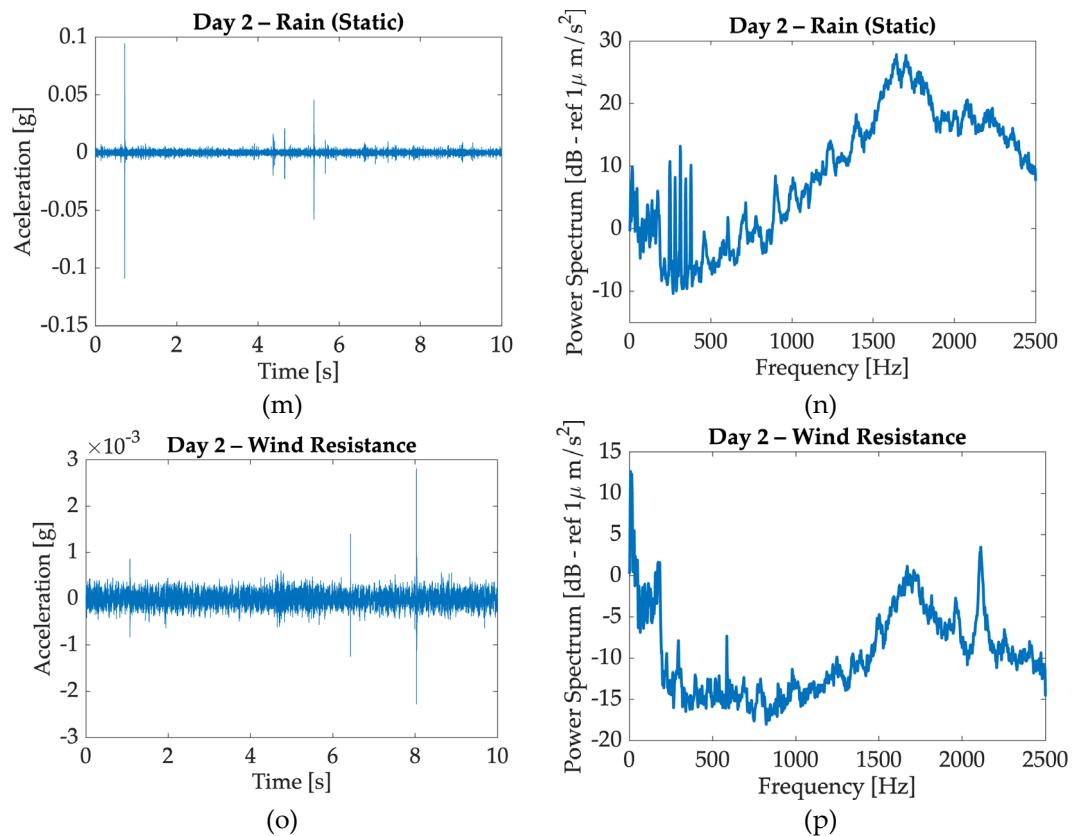 Day 2 – Rain (Static)
Aceleration [g]
0.1
0.05
0
-0.05
-0.1
-0.15
0 2 4 6 8 10
Time [s]
(m)
Day 2 – Rain (Static)
Power Spectrum [dB - ref 1μ m/s²]
30
20
10
0
-10
0 500 1000 1500 2000 2500
Frequency [Hz]
(n)
Day 2 – Wind Resistance
×10⁻³
Acceleration [g]
3
2
1
0
-1
-2
-3
0 2 4 6 8 10
Time [s]
(o)
Day 2 – Wind Resistance
Power Spectrum [dB - ref 1μ m/s²]
15
10
5
0
-5
-10
-15
-20
0 500 1000 1500 2000 2500
Frequency [Hz]
(p)